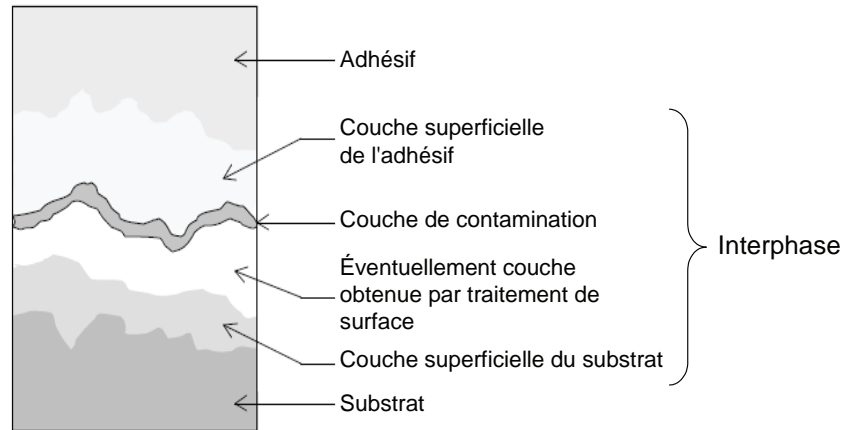 Adhésif
Couche superficielle
de l'adhésif
Couche de contamination
Éventuellement couche
obtenue par traitement de
surface
Couche superficielle du substrat
Substrat
Interphase